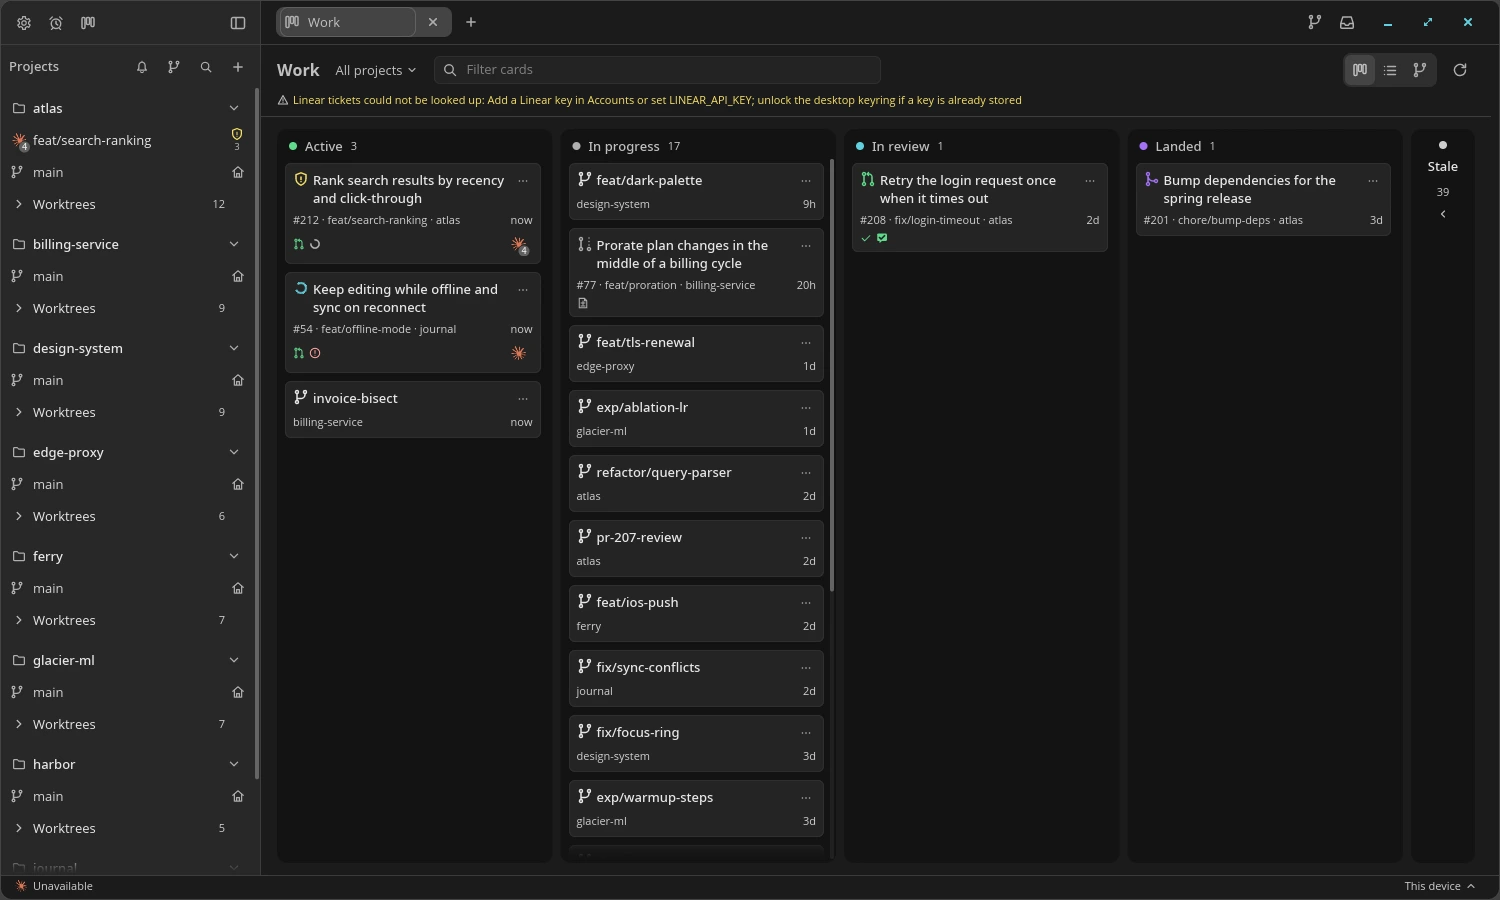 Work
Projects
atlas
feat/search-ranking
4
3
main
Worktrees 12
billing-service
main
Worktrees 9
design-system
main
Worktrees 9
edge-proxy
main
Worktrees 6
ferry
main
Worktrees 7
glacier-ml
main
Worktrees 7
harbor
main
Worktrees 5
journal
Work All projects Filter cards
Linear tickets could not be looked up: Add a Linear key in Accounts or set LINEAR_API_KEY; unlock the desktop keyring if a key is already stored
Active 3
Rank search results by recency
and click-through
#212 · feat/search-ranking · atlas now
4
Keep editing while offline and
sync on reconnect
#54 · feat/offline-mode · journal now
invoice-bisect
billing-service now
In progress 17
feat/dark-palette
design-system 9h
Prorate plan changes in the
middle of a billing cycle
#77 · feat/proration · billing-service 20h
feat/tls-renewal
edge-proxy 1d
exp/ablation-lr
glacier-ml 1d
refactor/query-parser
atlas 2d
pr-207-review
atlas 2d
feat/ios-push
ferry 2d
fix/sync-conflicts
journal 2d
fix/focus-ring
design-system 3d
exp/warmup-steps
glacier-ml 3d
In review 1
Retry the login request once
when it times out
#208 · fix/login-timeout · atlas 2d
Landed 1
Bump dependencies for the
spring release
#201 · chore/bump-deps · atlas 3d
Stale
39
Unavailable
This device